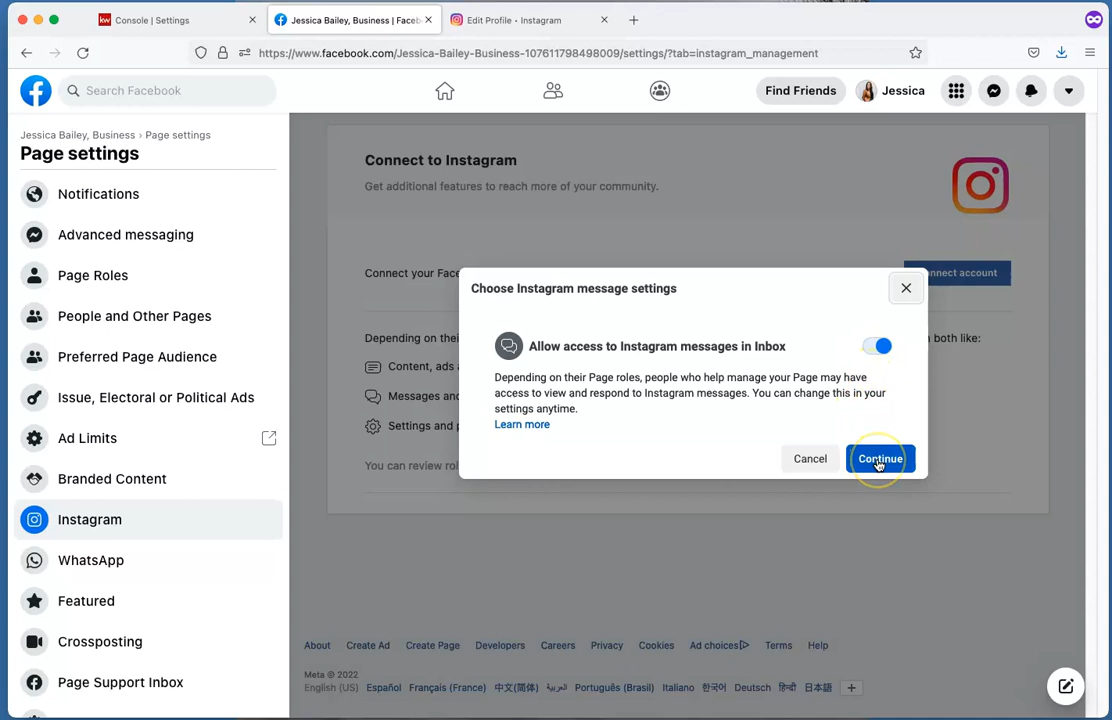 Console | Settings
Jessica Bailey, Business | Faceb
Edit Profile • Instagram
https://www.facebook.com/Jessica-Bailey-Business-107611798498009/settings/?tab=instagram_management
Search Facebook
Find Friends
Jessica
Jessica Bailey, Business › Page settings
Page settings
Notifications
Advanced messaging
Page Roles
People and Other Pages
Preferred Page Audience
Issue, Electoral or Political Ads
Ad Limits
Branded Content
Instagram
WhatsApp
Featured
Crossposting
Page Support Inbox
Connect to Instagram
Get additional features to reach more of your community.
Connect your Fac
nnect account
Depending on thei
both like:
Content, ads a
Messages and
Settings and p
You can review rol
Choose Instagram message settings
Allow access to Instagram messages in Inbox
Depending on their Page roles, people who help manage your Page may have
access to view and respond to Instagram messages. You can change this in your
settings anytime.
Learn more
Cancel
Continue
About Create Ad Create Page Developers Careers Privacy Cookies Ad choices Terms Help
Meta © 2022
English (US) Español Français (France) 中文(简体) العربية Português (Brasil) Italiano 한국어 Deutsch हिन्दी 日本語